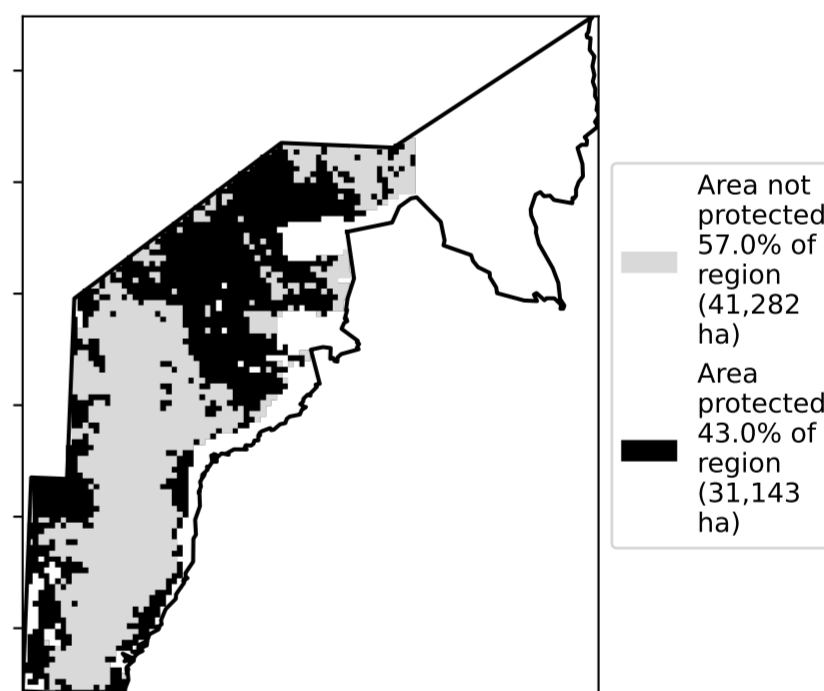 Area not
protected
57.0% of
region
(41,282
ha)
Area
protected
43.0% of
region
(31,143
ha)